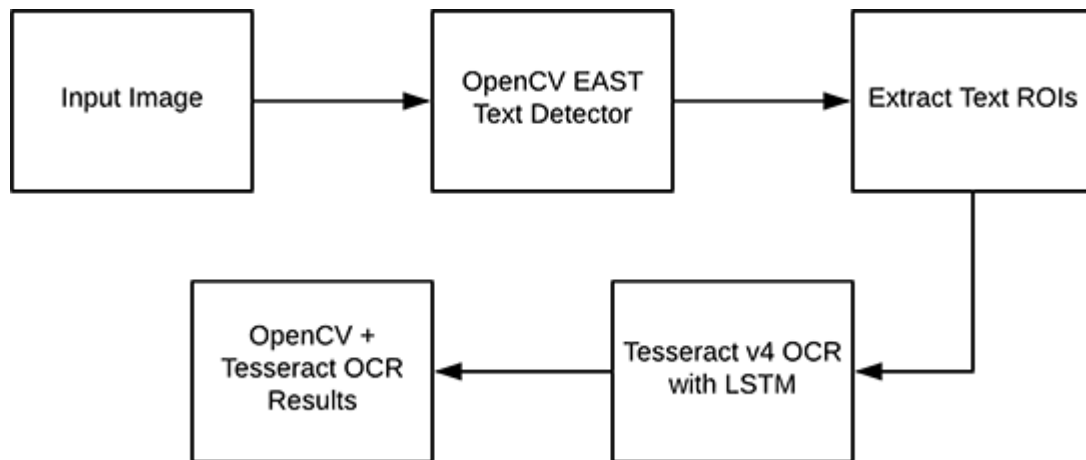 Input Image
OpenCV EAST
Text Detector
Extract Text ROIs
Tesseract v4 OCR
with LSTM
OpenCV +
Tesseract OCR
Results